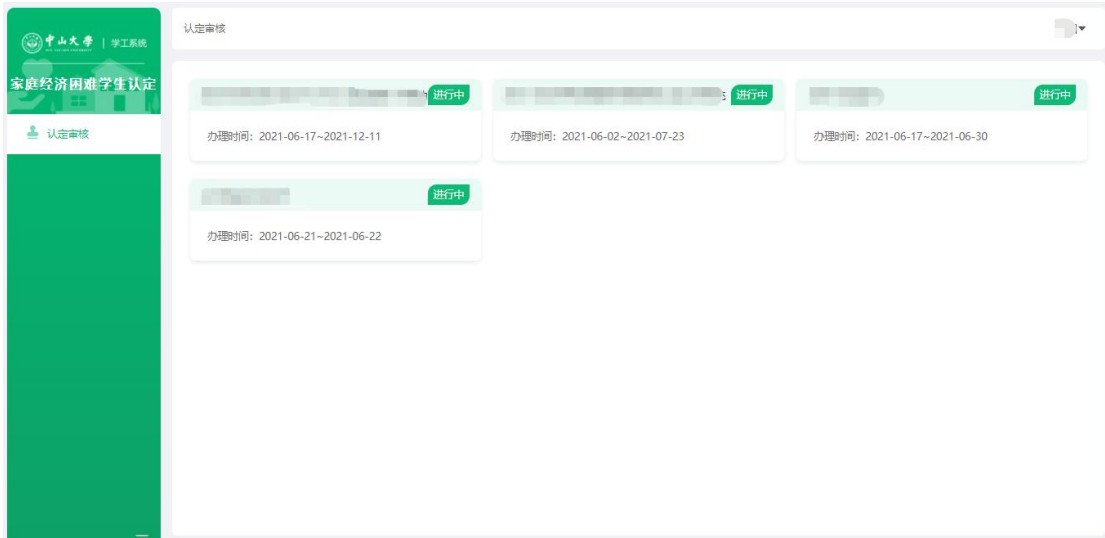 中山大学 | 学工系统
家庭经济困难学生认定
认定审核
认定审核
进行中
办理时间：2021-06-17~2021-12-11
进行中
办理时间：2021-06-02~2021-07-23
进行中
办理时间：2021-06-17~2021-06-30
进行中
办理时间：2021-06-21~2021-06-22